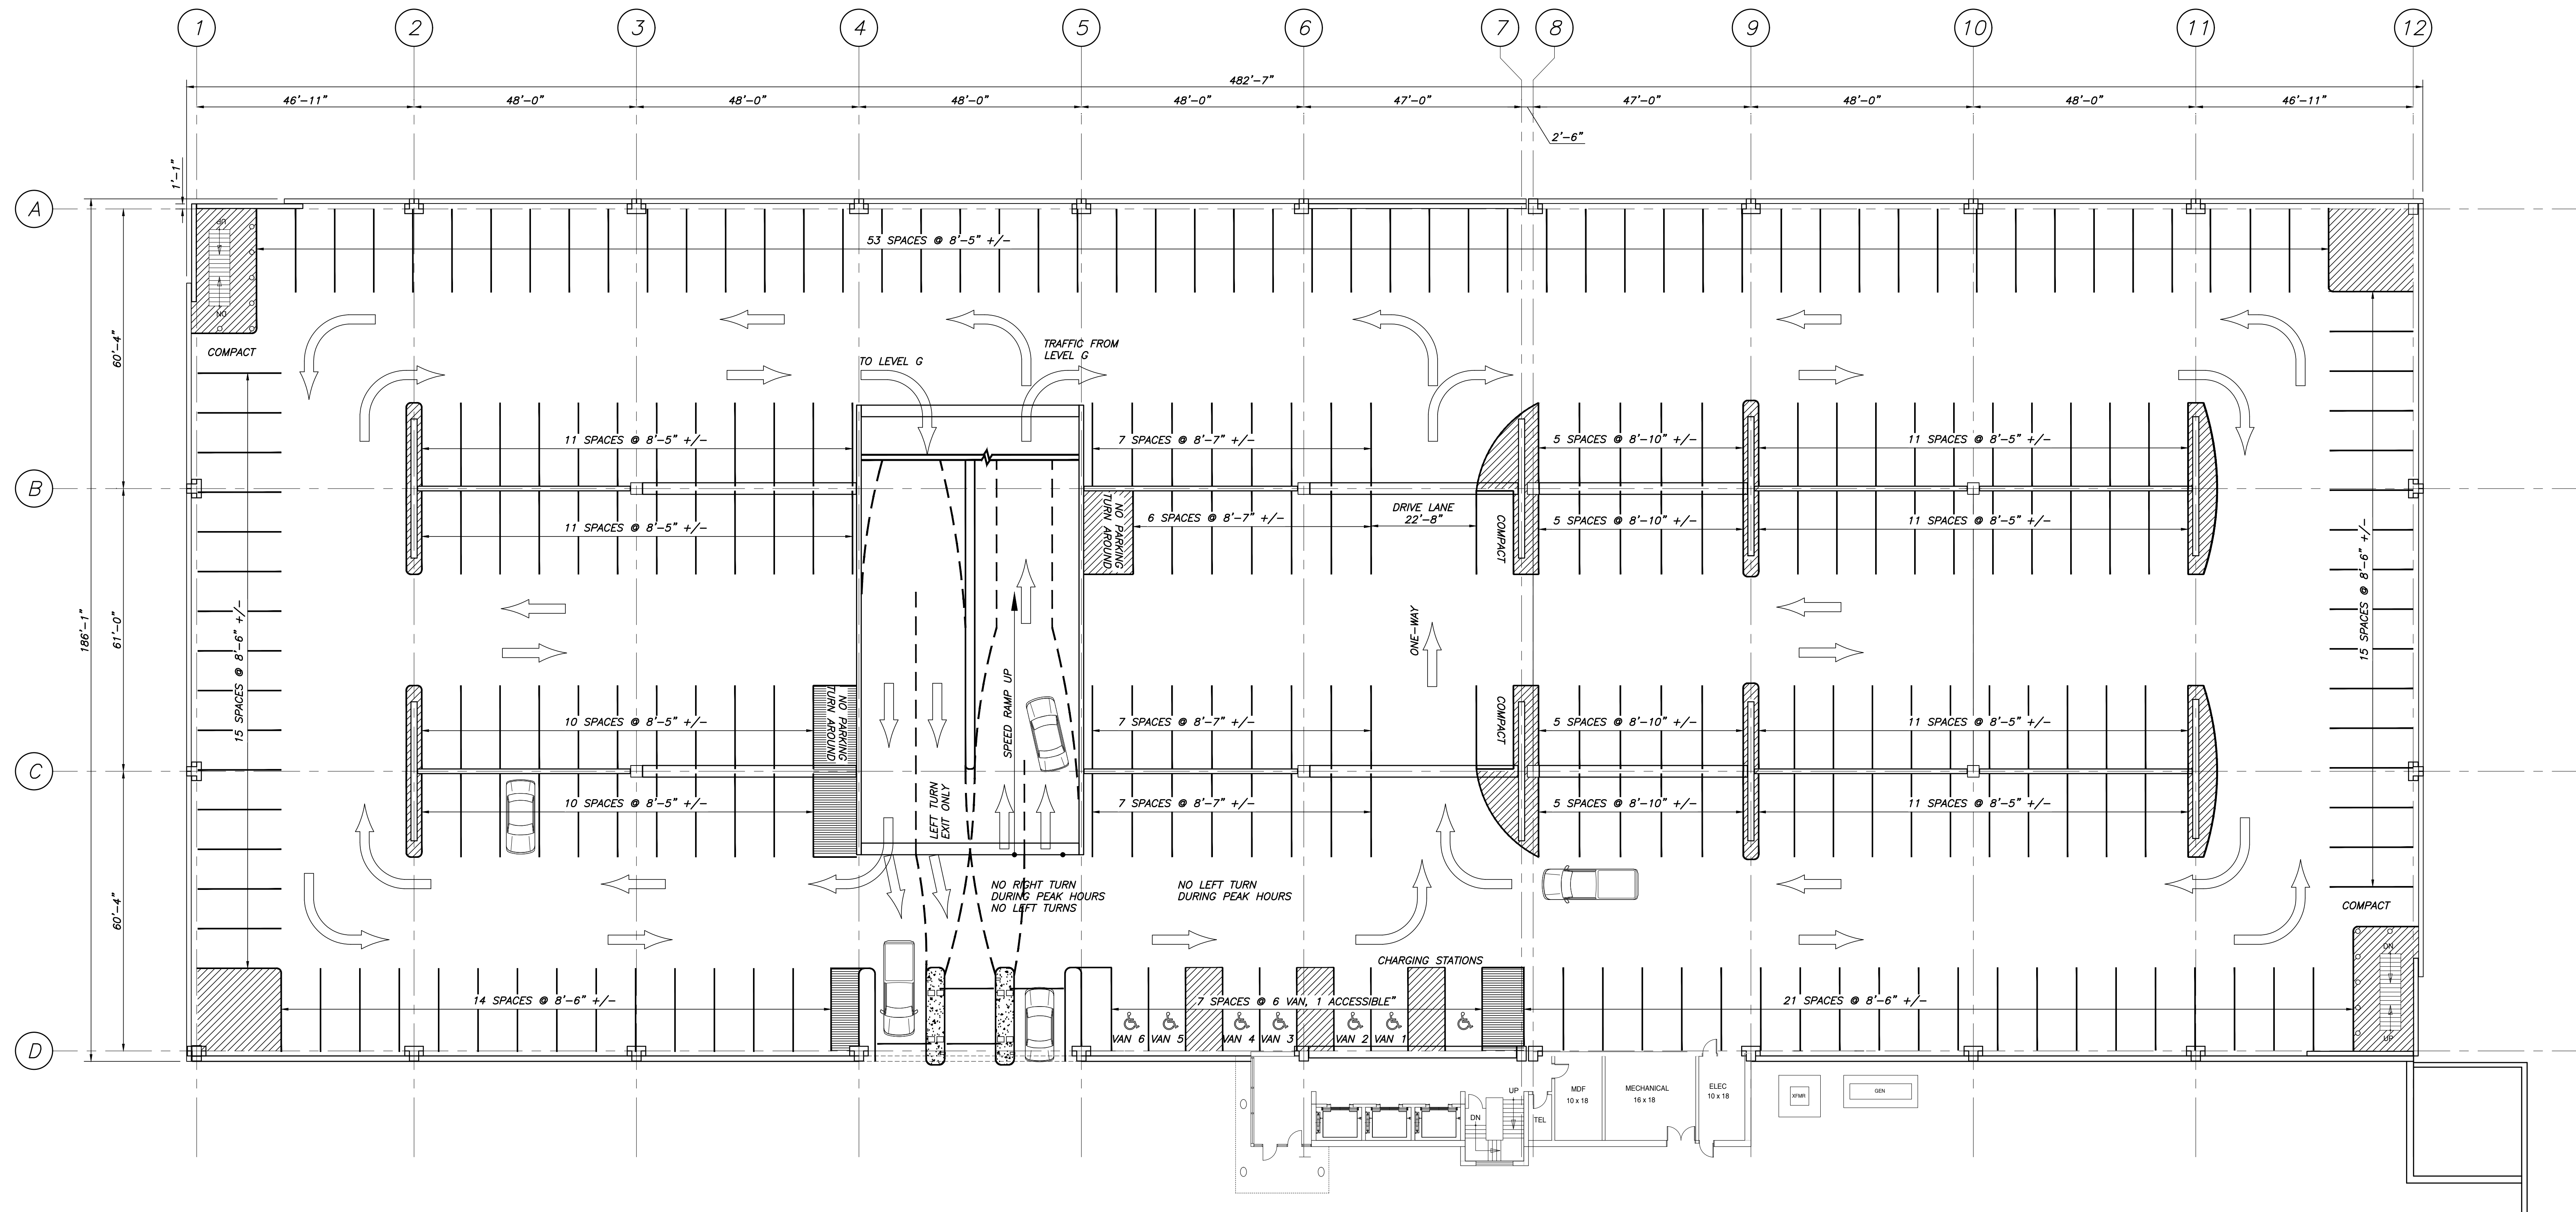 1 2 3 4 5 6 7 8 9 10 11 12
482'-7"
46'-11" 48'-0" 48'-0" 48'-0" 48'-0" 47'-0" 47'-0" 48'-0" 48'-0" 46'-11"
2'-6"
1'-1"
A
UP
53 SPACES @ 8'-5" +/-
DN
60'-4"
COMPACT
TO LEVEL G
TRAFFIC FROM
LEVEL G
11 SPACES @ 8'-5" +/-
7 SPACES @ 8'-7" +/-
5 SPACES @ 8'-10" +/-
11 SPACES @ 8'-5" +/-
B
11 SPACES @ 8'-5" +/-
NO PARKING
TURN AROUND
6 SPACES @ 8'-7" +/-
DRIVE LANE
22'-8"
COMPACT
5 SPACES @ 8'-10" +/-
11 SPACES @ 8'-5" +/-
186'-1"
61'-0"
15 SPACES @ 8'-6" +/-
ONE-WAY
15 SPACES @ 8'-6" +/-
SPEED RAMP UP
10 SPACES @ 8'-5" +/-
NO PARKING
TURN AROUND
7 SPACES @ 8'-7" +/-
COMPACT
5 SPACES @ 8'-10" +/-
11 SPACES @ 8'-5" +/-
C
10 SPACES @ 8'-5" +/-
LEFT TURN
EXIT ONLY
7 SPACES @ 8'-7" +/-
5 SPACES @ 8'-10" +/-
11 SPACES @ 8'-5" +/-
60'-4"
NO RIGHT TURN
DURING PEAK HOURS
NO LEFT TURNS
NO LEFT TURN
DURING PEAK HOURS
COMPACT
CHARGING STATIONS
DN
14 SPACES @ 8'-6" +/-
7 SPACES @ 6 VAN, 1 ACCESSIBLE"
21 SPACES @ 8'-6" +/-
VAN 6 VAN 5 VAN 4 VAN 3 VAN 2 VAN 1
UP
D
UP
DN
TEL
MDF
10 x 18
MECHANICAL
16 x 18
ELEC
10 x 18
XFMR
GEN